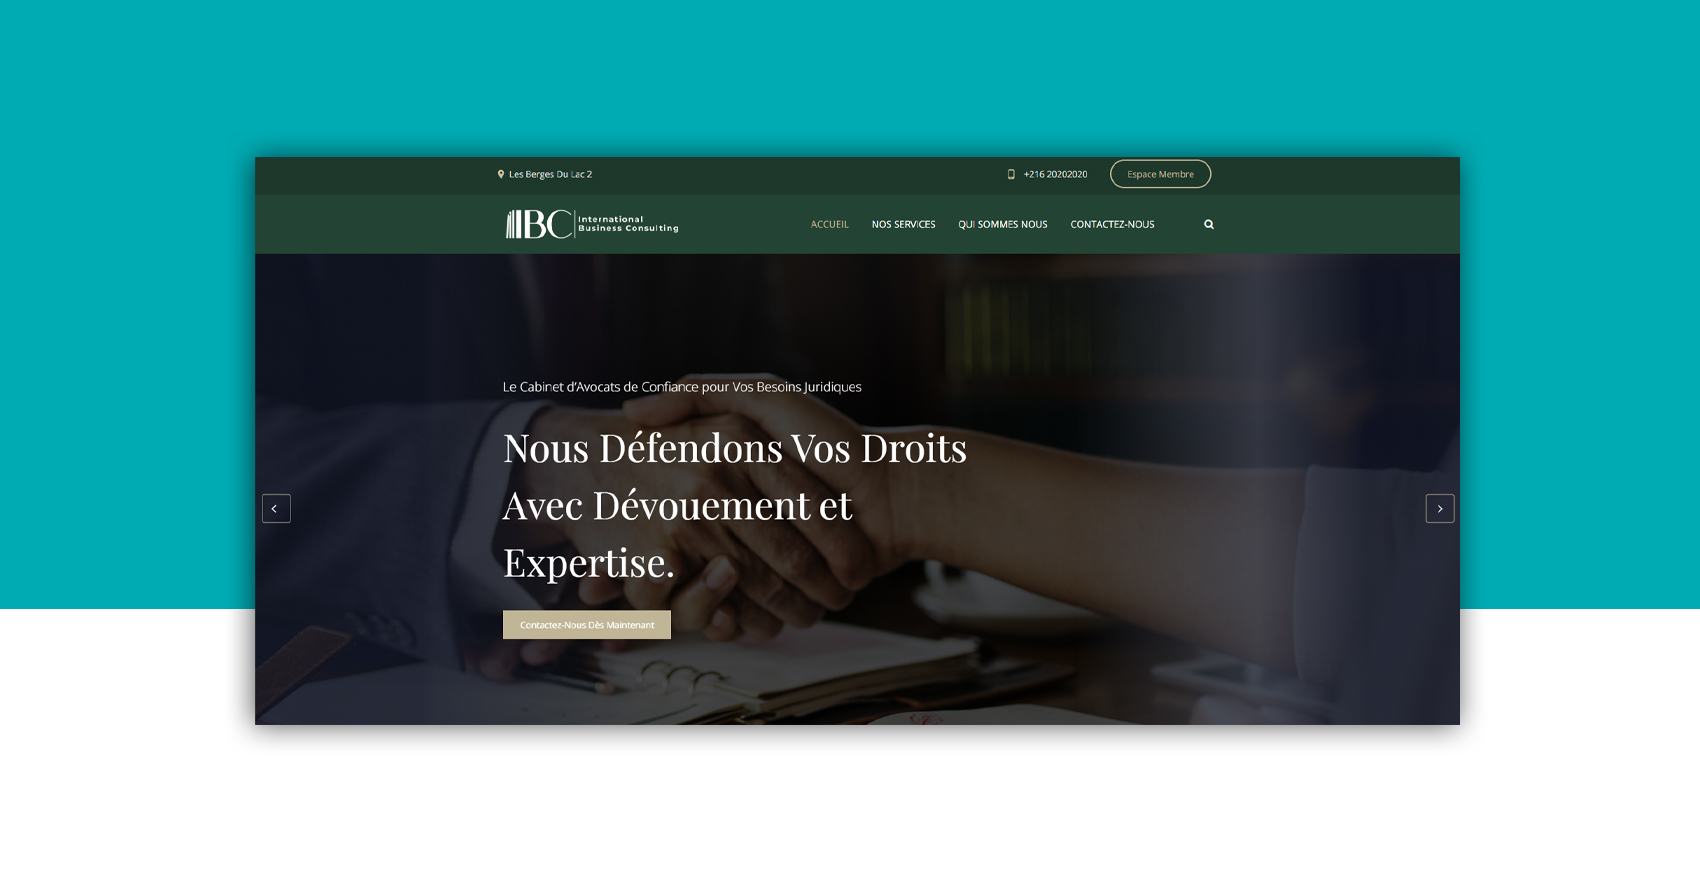 Les Berges Du Lac 2
+216 20202020
Espace Membre
IBC International
Business Consulting
ACCUEIL
NOS SERVICES
QUI SOMMES NOUS
CONTACTEZ-NOUS
Le Cabinet d'Avocats de Confiance pour Vos Besoins Juridiques
Nous Défendons Vos Droits
Avec Dévouement et
Expertise.
Contactez-Nous Dès Maintenant